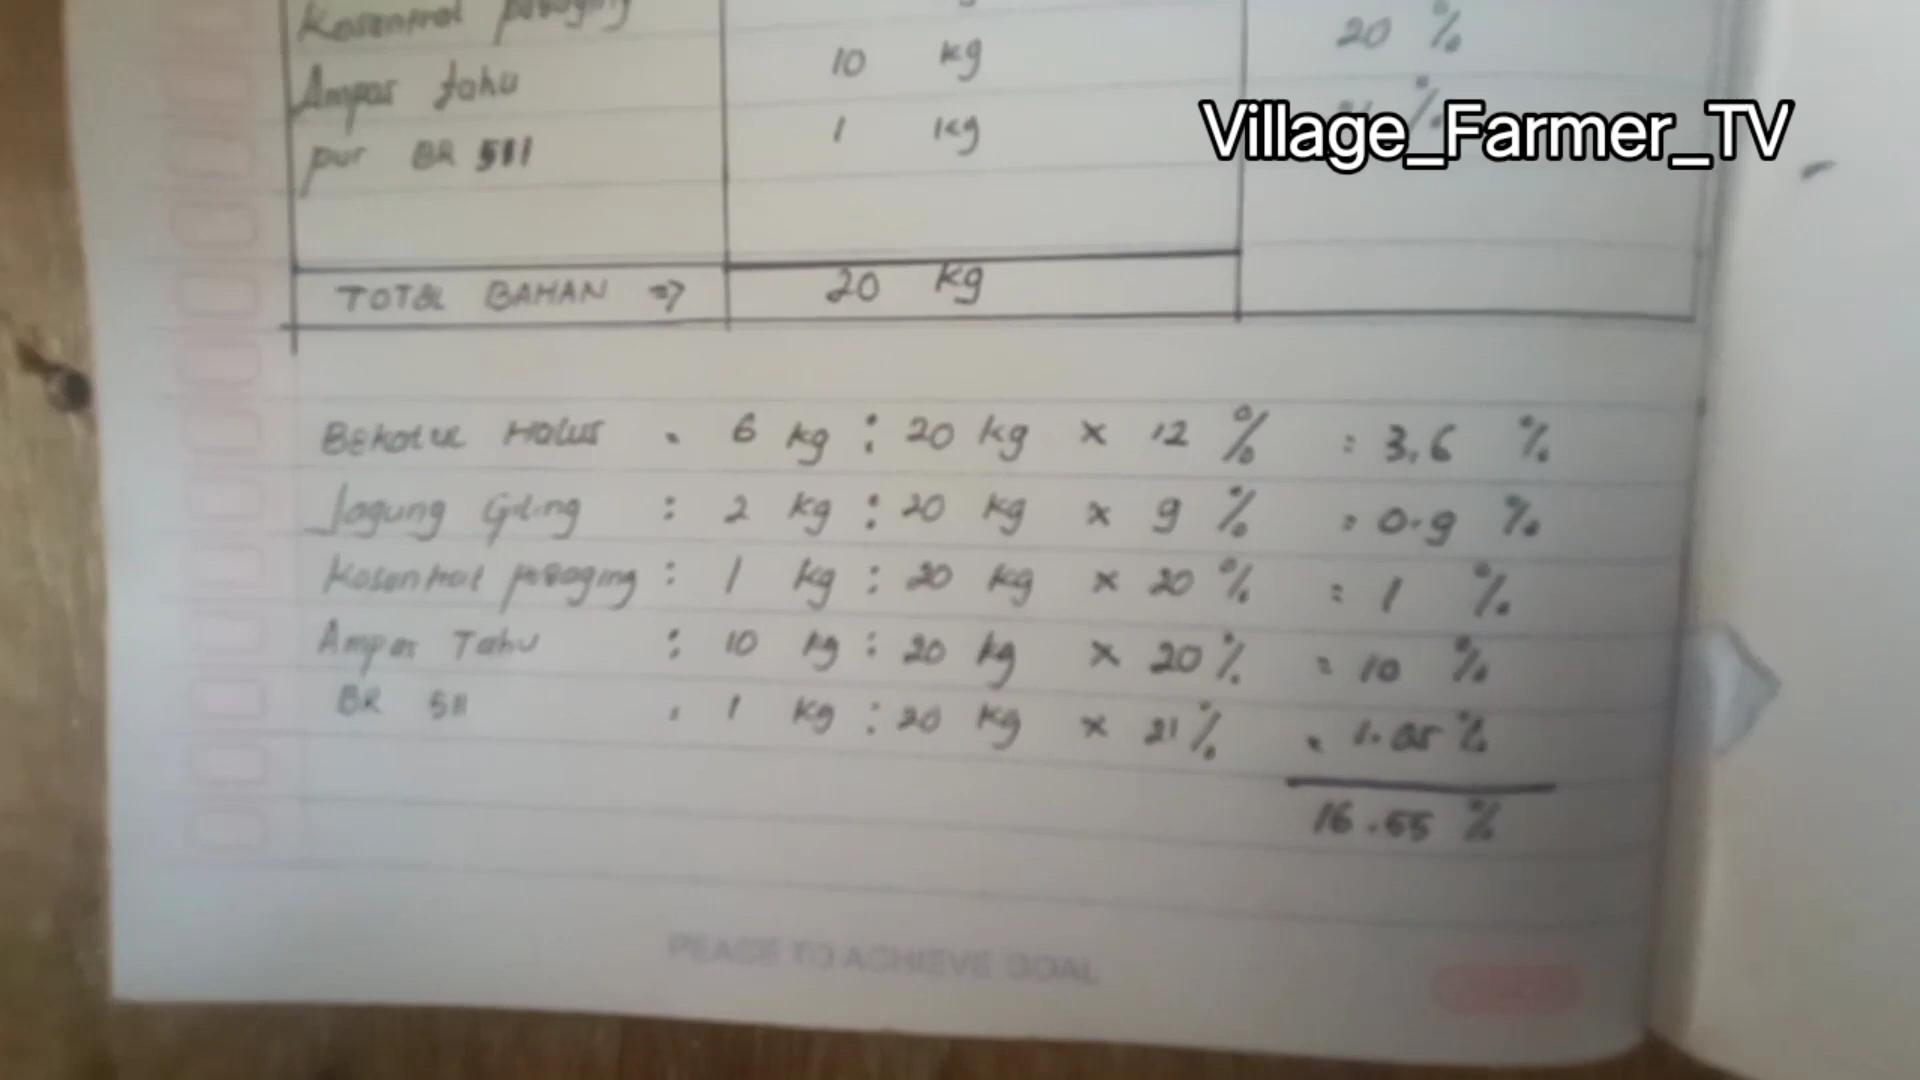 Kosentrat pedaging 20 %
Ampas tahu 10 kg %
Village_Farmer_TV
pur BR 511 1 kg
TOTAL BAHAN => 20 kg
Bekatul Halus : 6 kg : 20 kg x 12 % = 3,6 %
Jagung Giling : 2 kg : 20 kg x 9 % = 0.9 %
Kosentrat pedaging : 1 kg : 20 kg x 20 % = 1 %
Ampas Tahu : 10 kg : 20 kg x 20 % = 10 %
BR 511 : 1 kg : 20 kg x 21 % = 1.05 %
16.55 %
PEASE TO ACHIEVE GOAL